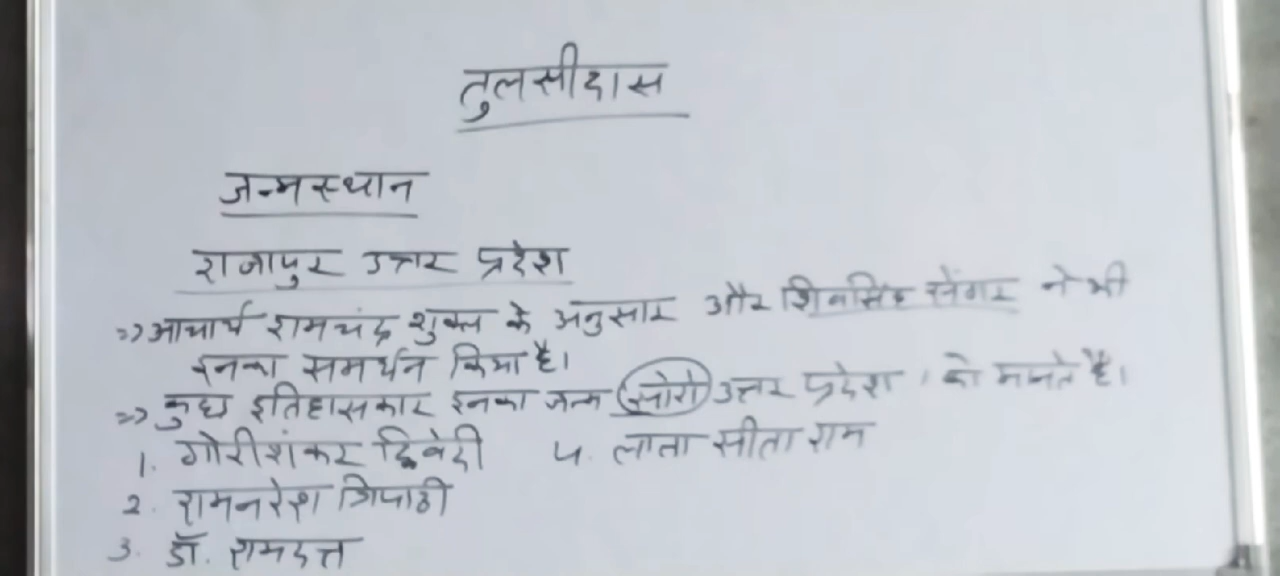 तुलसीदास
जन्मस्थान
राजापुर उत्तर प्रदेश
=>आचार्य रामचंद्र शुक्ल के अनुसार और शिवसिंह सेंगर ने भी
इनका समर्थन किया है।
=> कुछ इतिहासकार इनका जन्म सोरो उत्तर प्रदेश को मानते है।
1. गोरीशंकर द्विवेदी 4. लाला सीता राम
2. रामनरेश त्रिपाठी
3. डॉ. रामदत्त